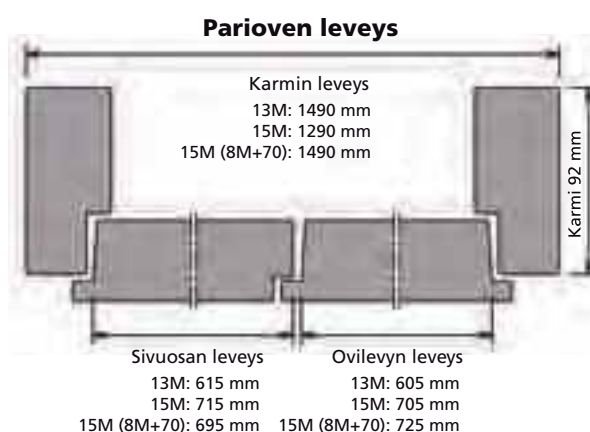 Parioven leveys
Karmin leveys
13M: 1490 mm
15M: 1290 mm
15M (8M+70): 1490 mm
Karmi 92 mm
Sivuosan leveys
13M: 615 mm
15M: 715 mm
15M (8M+70): 695 mm
Ovilevyn leveys
13M: 605 mm
15M: 705 mm
15M (8M+70): 725 mm